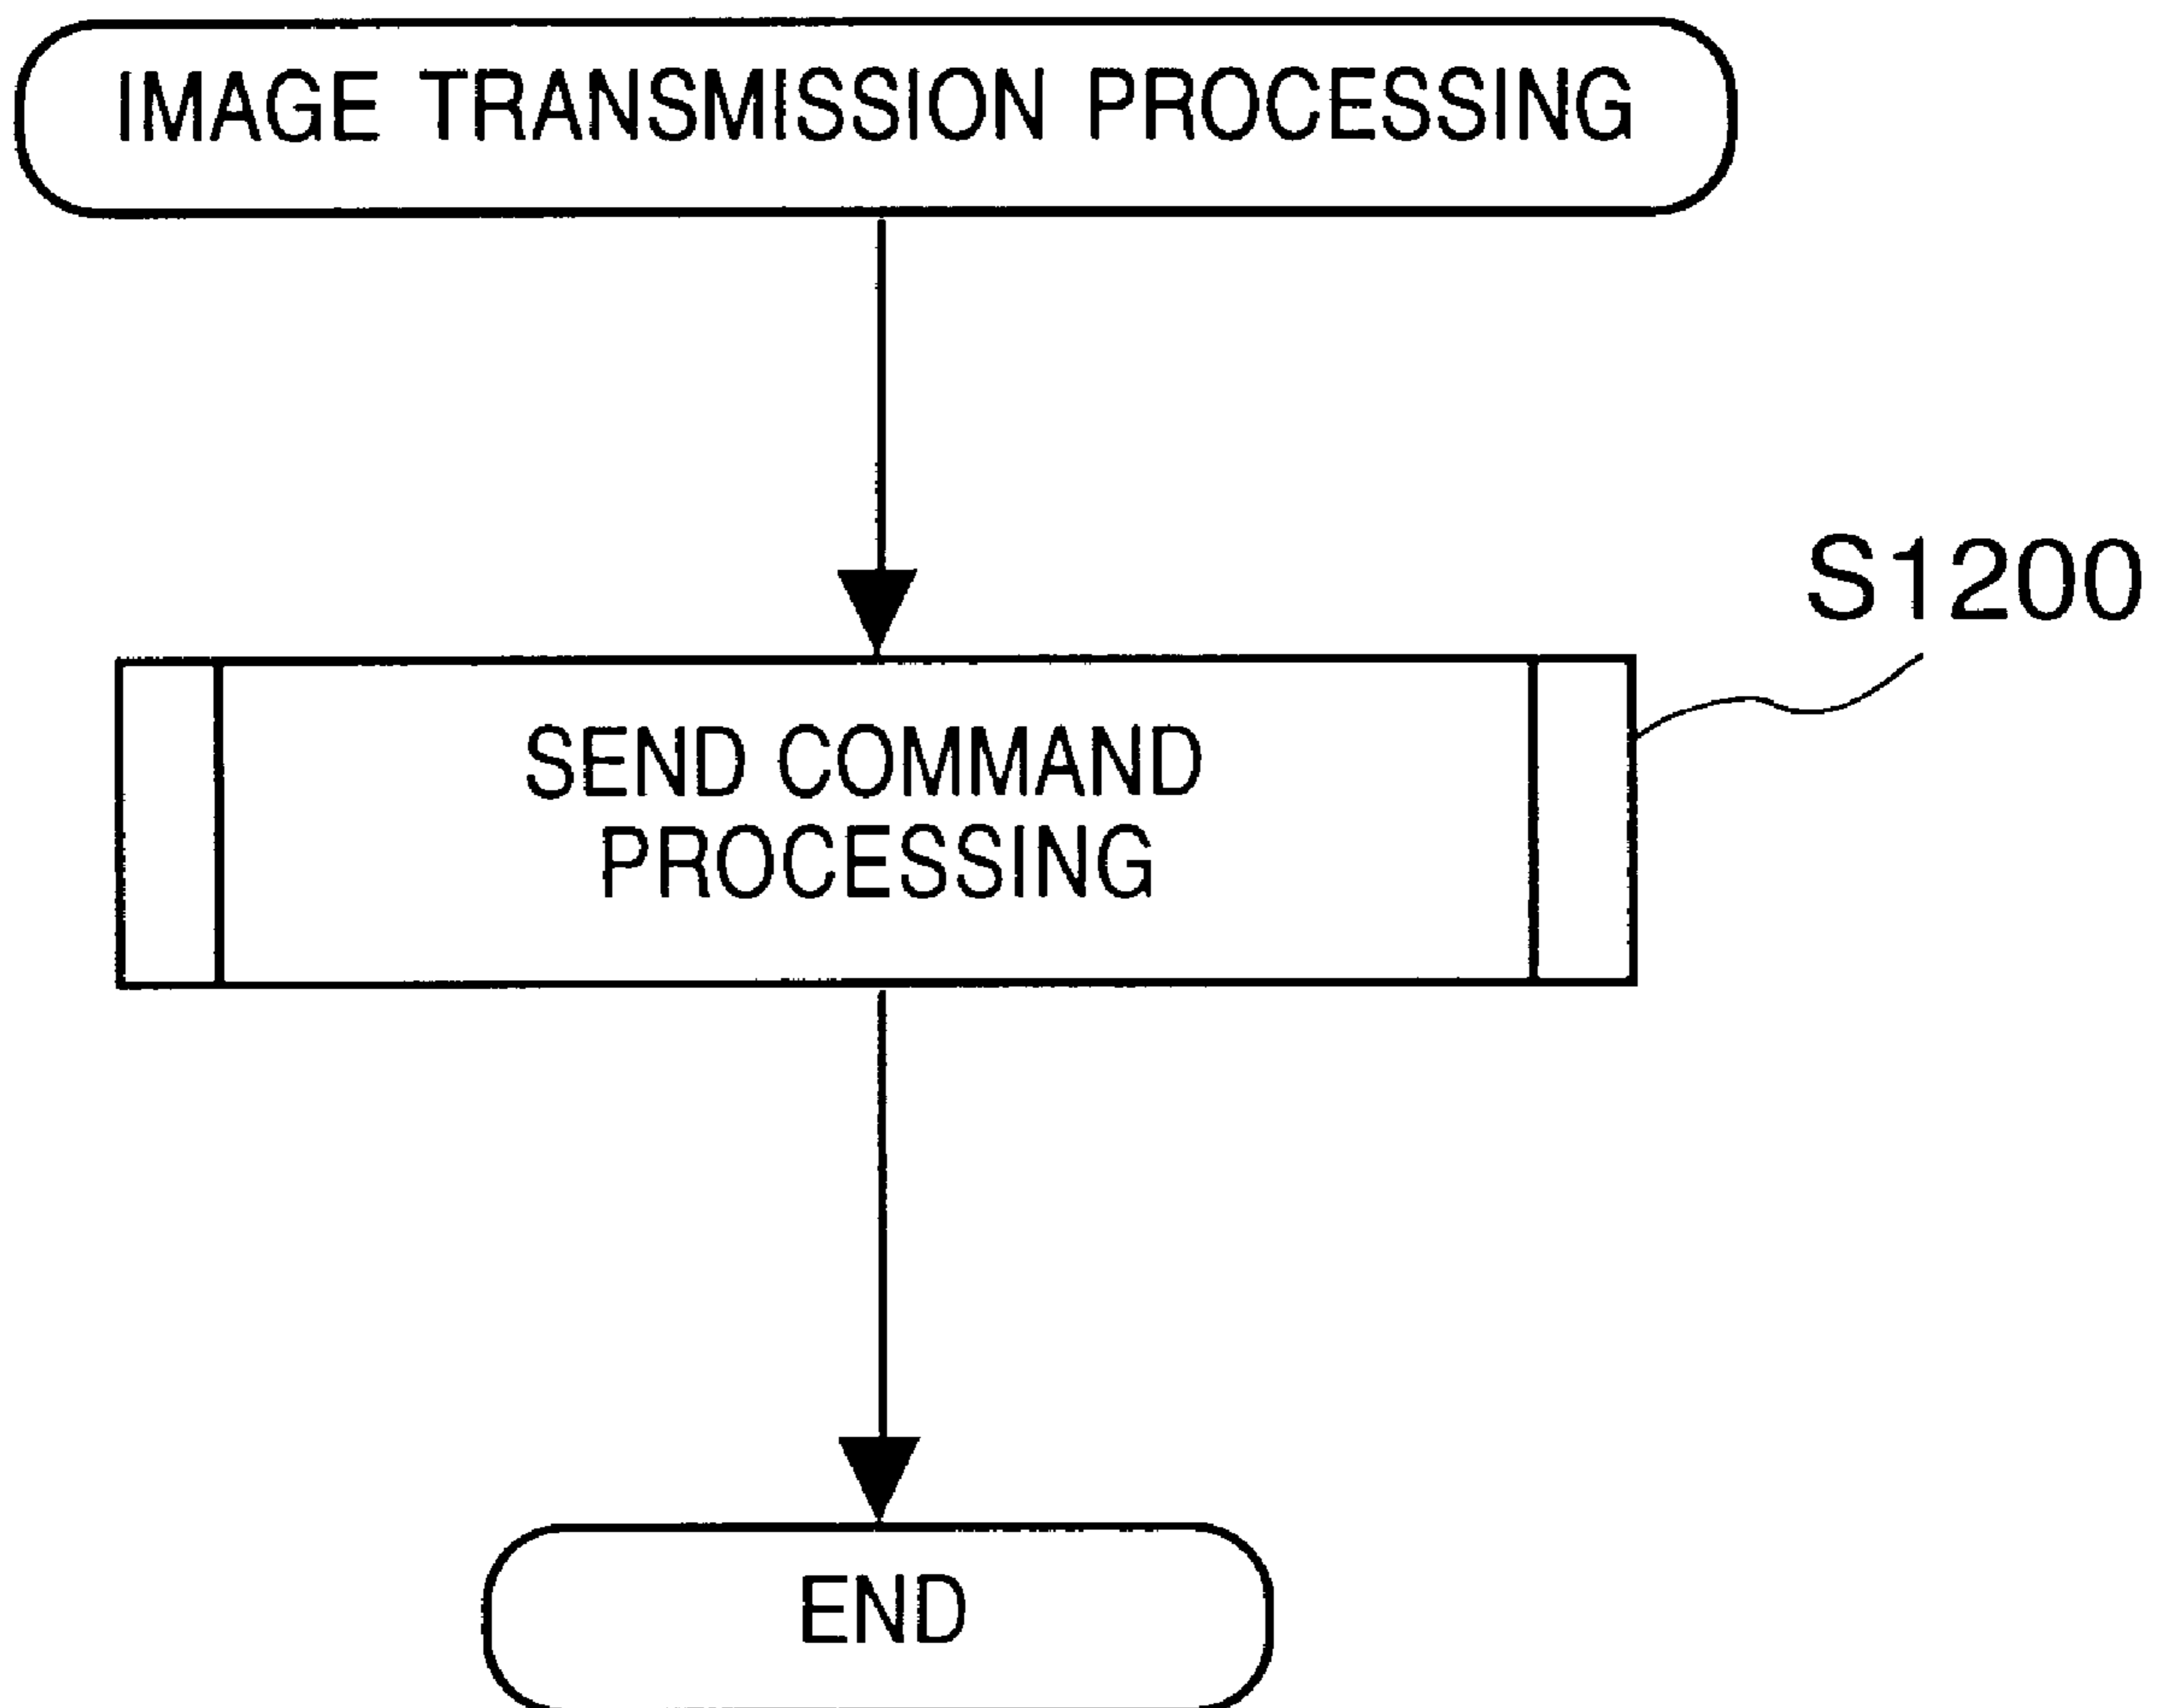 IMAGE TRANSMISSION PROCESSING
S1200
SEND COMMAND
PROCESSING
END